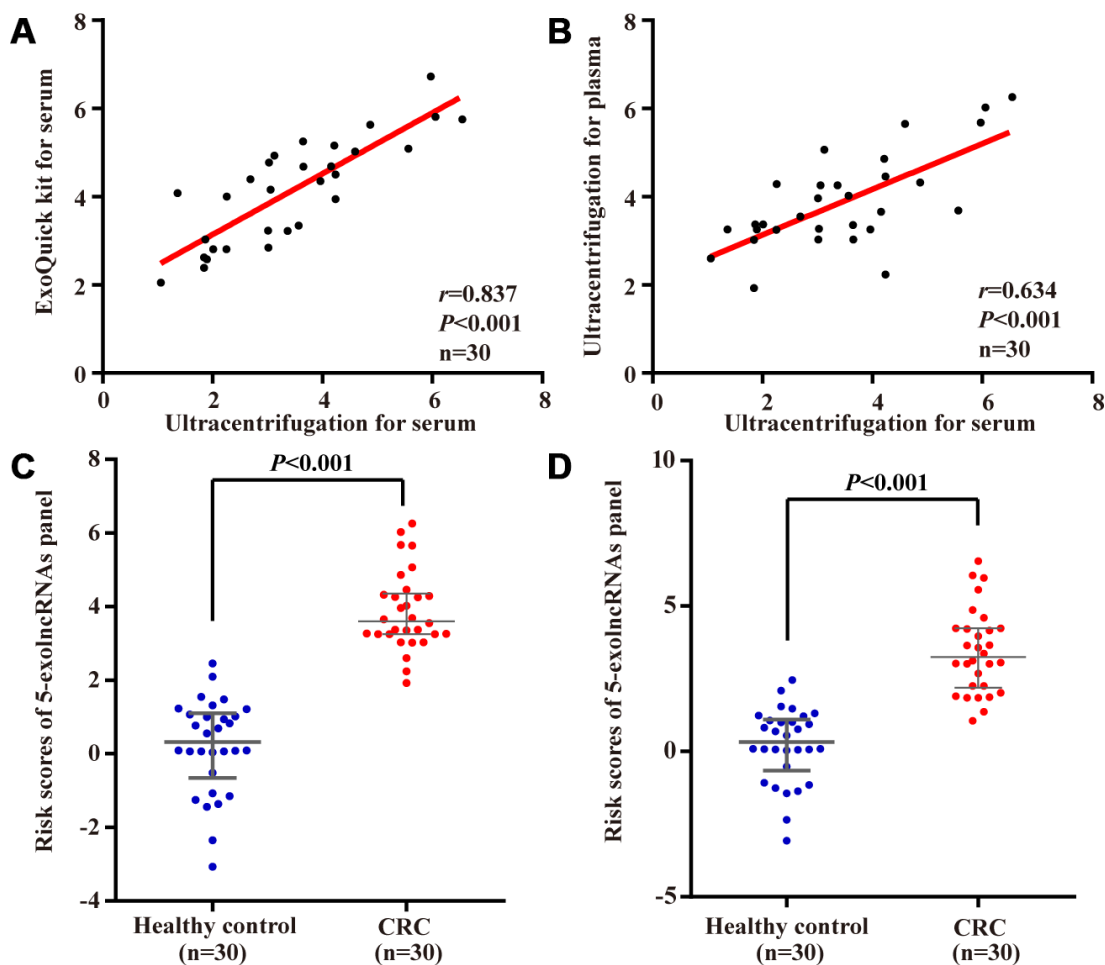 A
ExoQuick kit for serum
8
6
4
2
0
0 2 4 6 8
r=0.837
P<0.001
n=30
Ultracentrifugation for serum
B
Ultracentrifugation for plasma
8
6
4
2
0
0 2 4 6 8
r=0.634
P<0.001
n=30
Ultracentrifugation for serum
C
Risk scores of 5-exolncRNAs panel
8
6
4
2
0
-2
-4
P<0.001
Healthy control CRC
(n=30) (n=30)
D
Risk scores of 5-exolncRNAs panel
10
5
0
-5
P<0.001
Healthy control CRC
(n=30) (n=30)